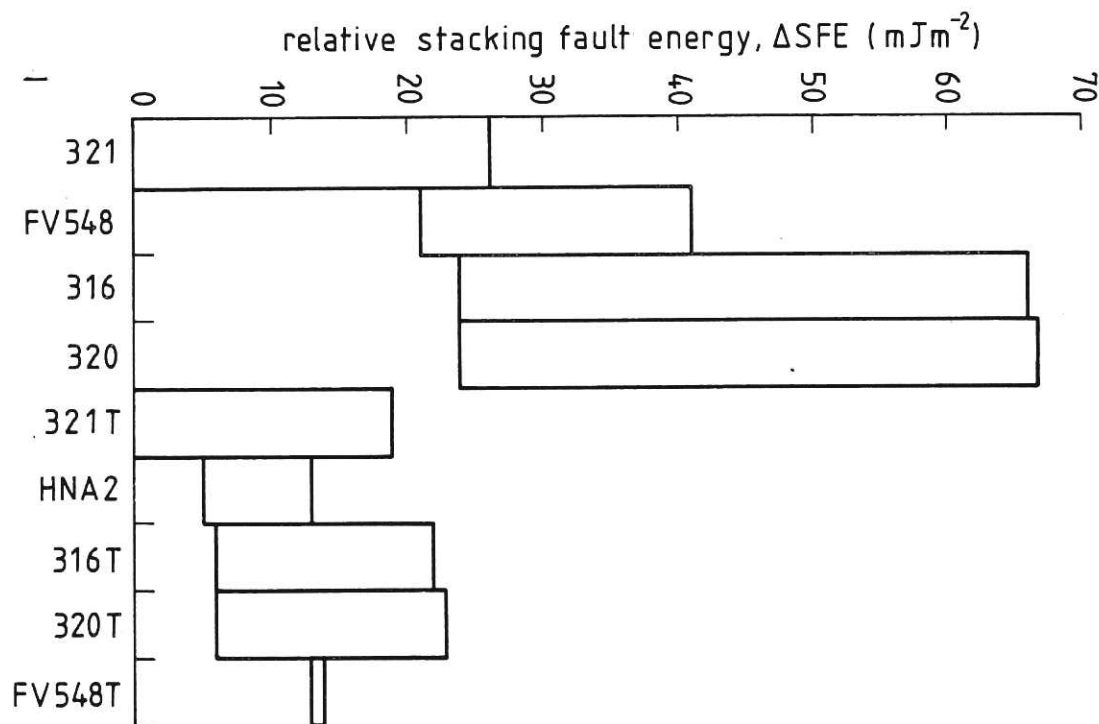 relative stacking fault energy, ΔSFE (mJm⁻²)
0 10 20 30 40 50 60 70
321
FV548
316
320
321T
HNA2
316T
320T
FV548T